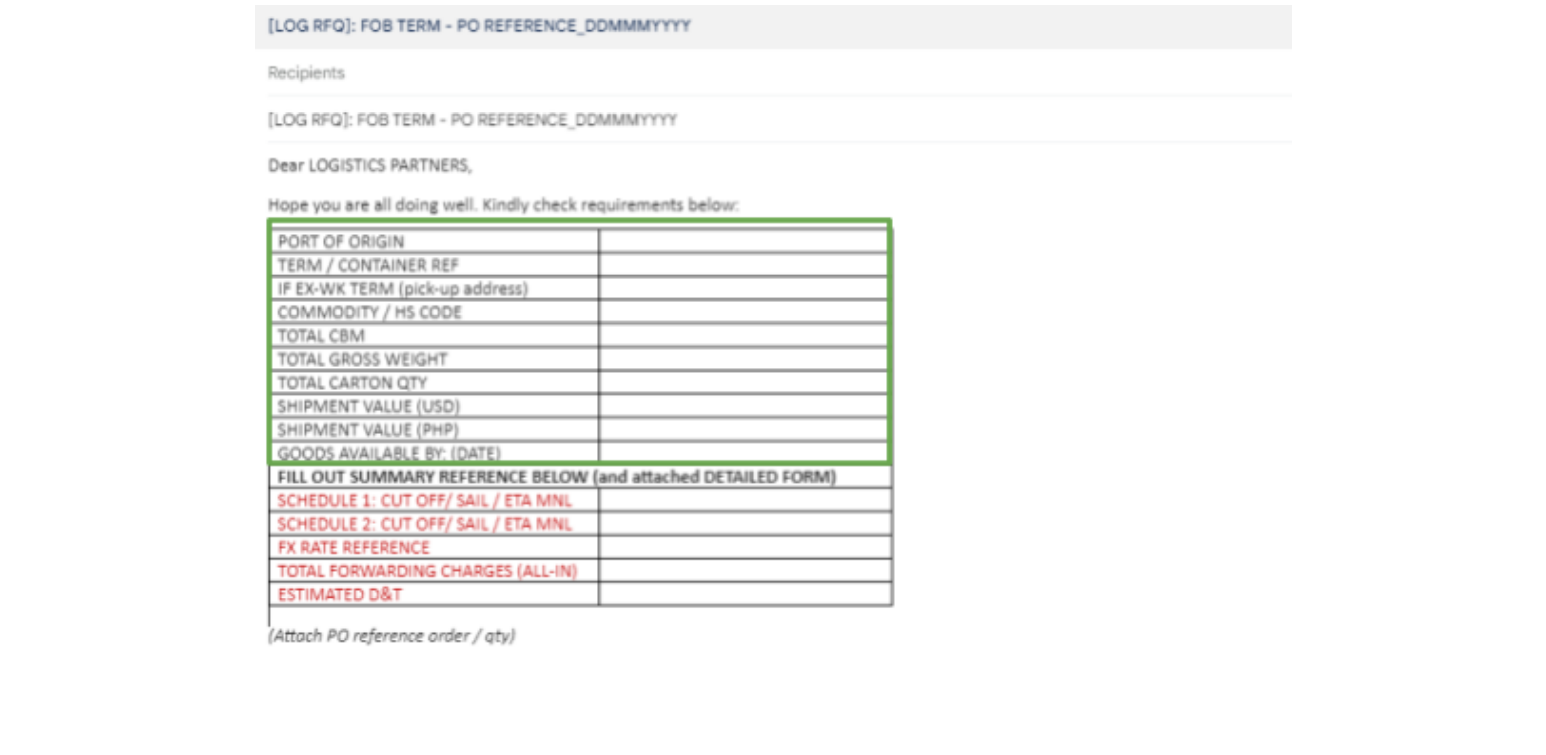 [LOG RFQ]: FOB TERM - PO REFERENCE_DDMMMYYYY
Recipients
[LOG RFQ]: FOB TERM - PO REFERENCE_DDMMMYYYY
Dear LOGISTICS PARTNERS,
Hope you are all doing well. Kindly check requirements below:
PORT OF ORIGIN
TERM / CONTAINER REF
IF EX-WK TERM (pick-up address)
COMMODITY / HS CODE
TOTAL CBM
TOTAL GROSS WEIGHT
TOTAL CARTON QTY
SHIPMENT VALUE (USD)
SHIPMENT VALUE (PHP)
GOODS AVAILABLE BY: (DATE)
FILL OUT SUMMARY REFERENCE BELOW (and attached DETAILED FORM)
SCHEDULE 1: CUT OFF/ SAIL / ETA MNL
SCHEDULE 2: CUT OFF/ SAIL / ETA MNL
FX RATE REFERENCE
TOTAL FORWARDING CHARGES (ALL-IN)
ESTIMATED D&T
(Attach PO reference order / qty)